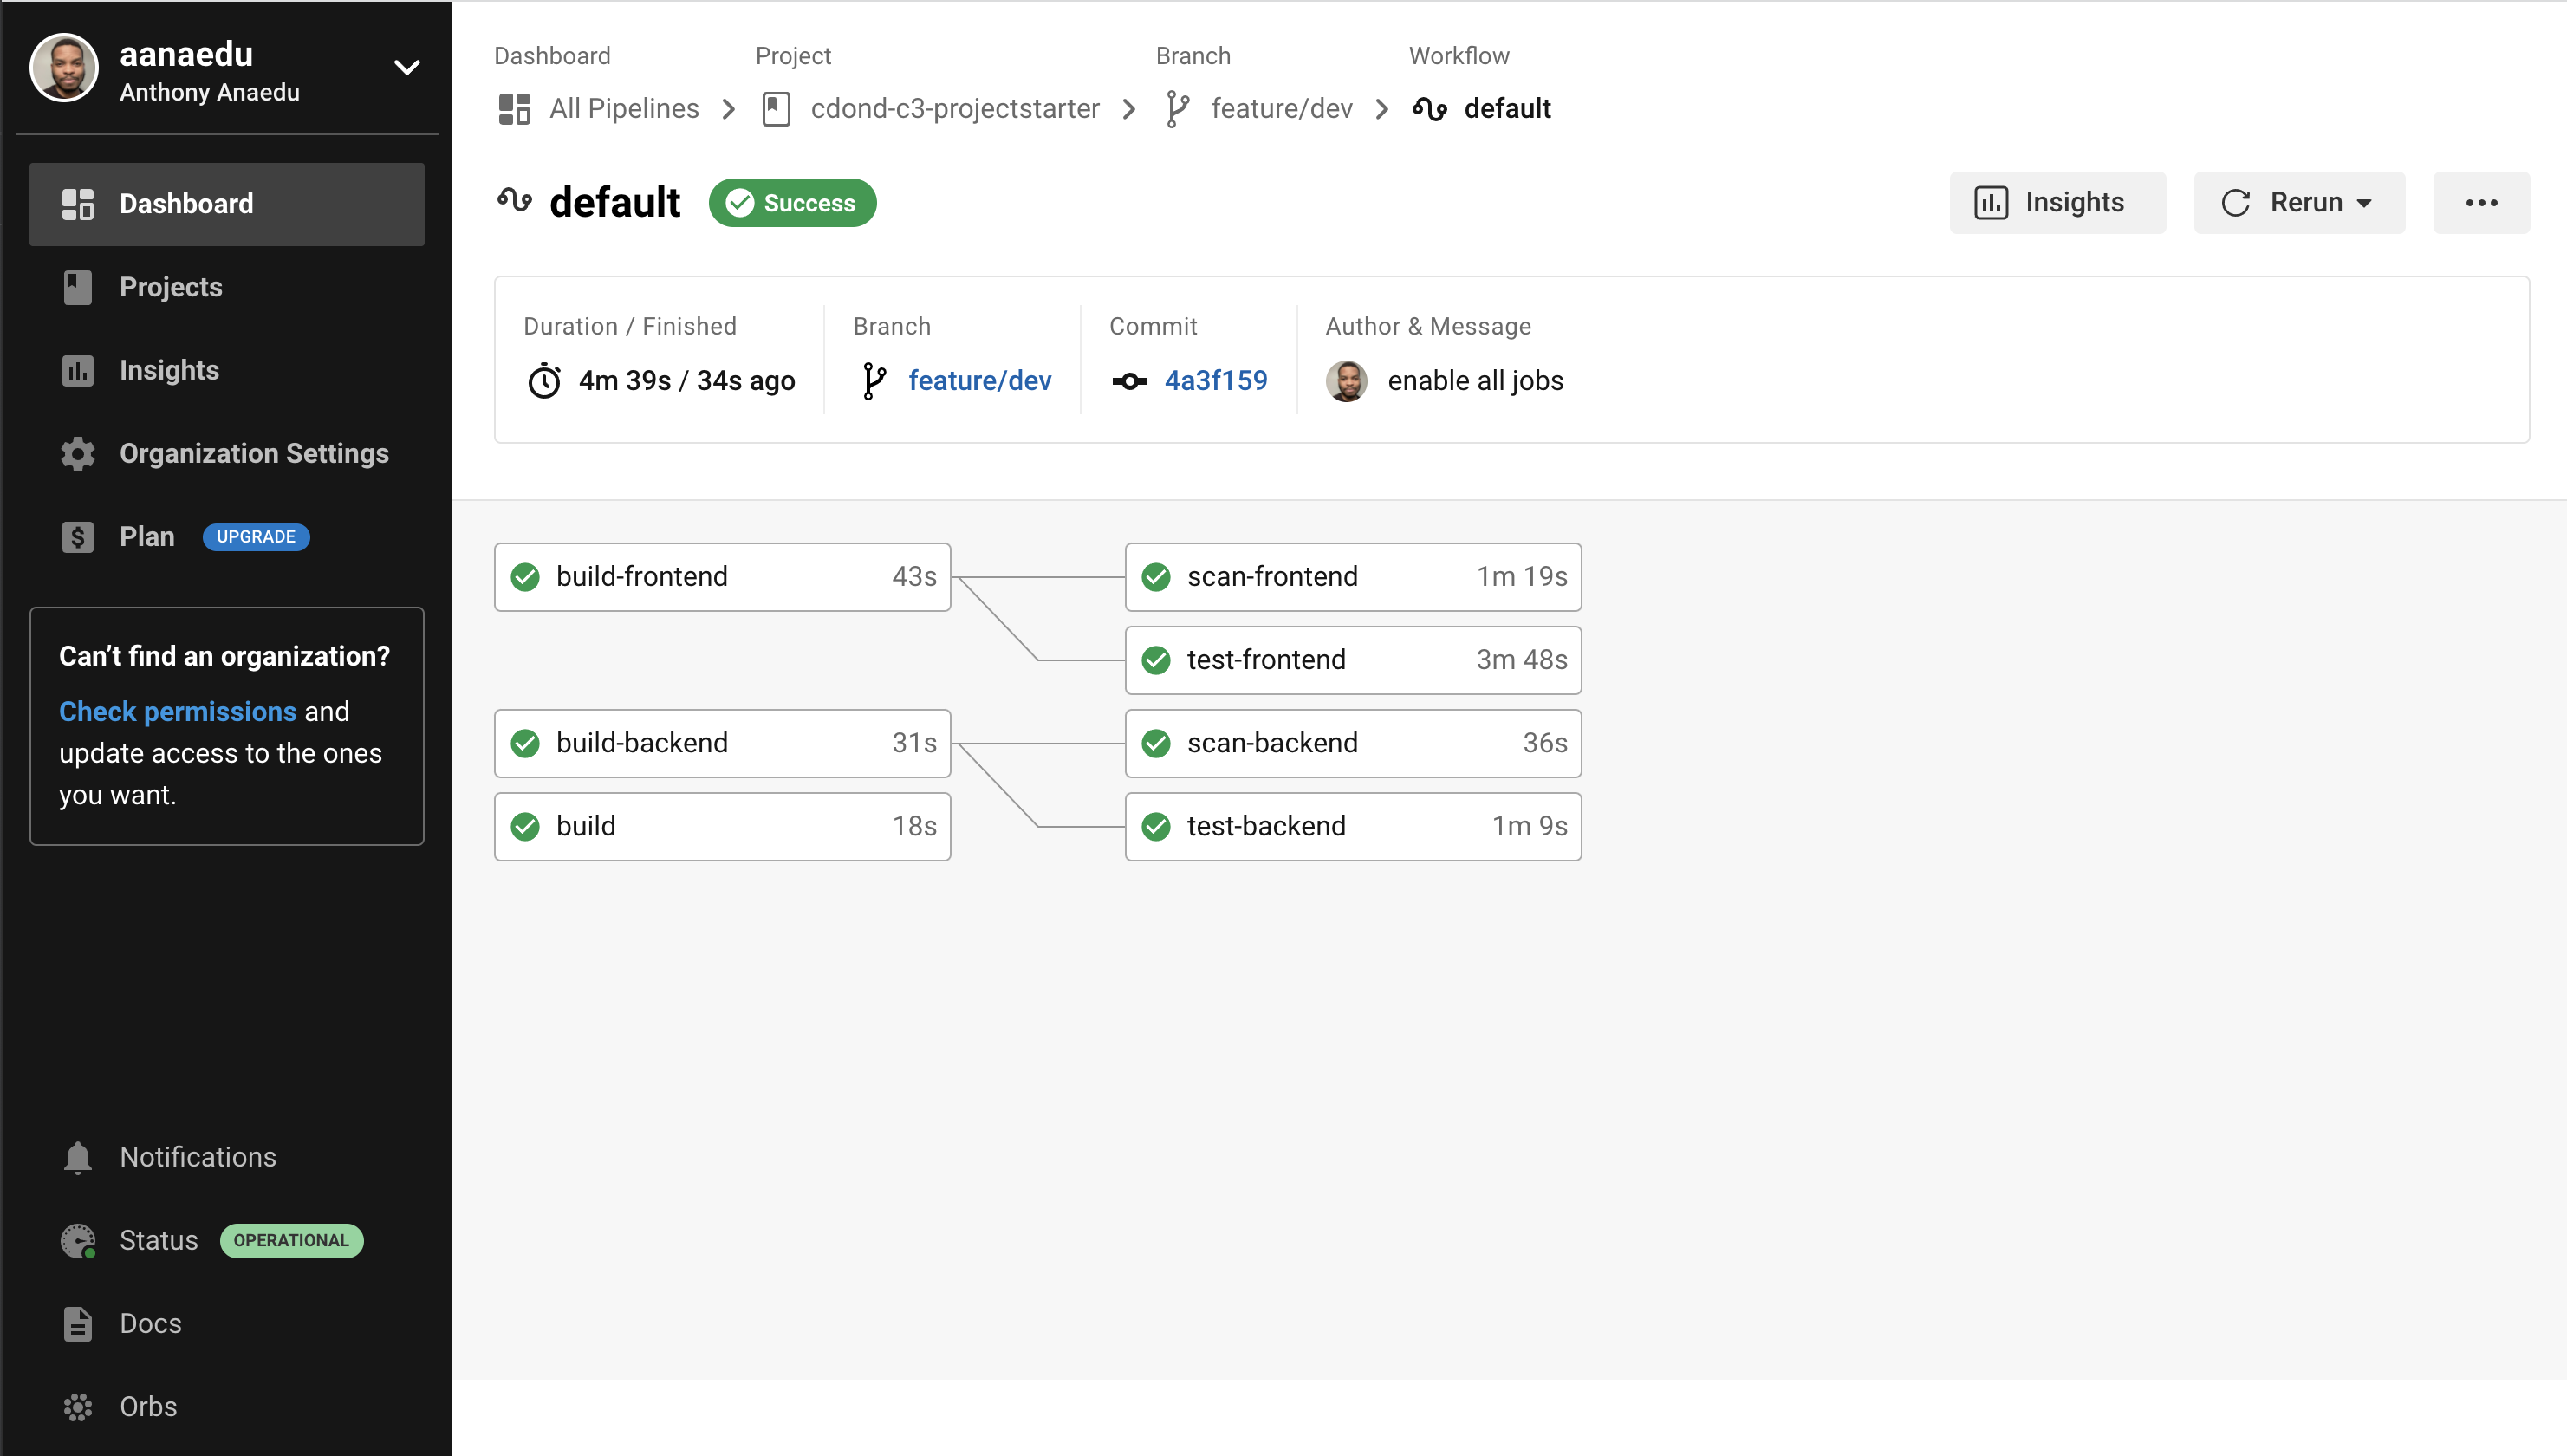 aanaedu
Anthony Anaedu
Dashboard
Projects
Insights
Organization Settings
Plan UPGRADE
Can’t find an organization?
Check permissions and
update access to the ones
you want.
Notifications
Status OPERATIONAL
Docs
Orbs
Dashboard Project Branch Workflow
All Pipelines cdond-c3-projectstarter feature/dev default
default Success Insights Rerun
Duration / Finished Branch Commit Author & Message
4m 39s / 34s ago feature/dev 4a3f159 enable all jobs
build-frontend 43s scan-frontend 1m 19s
test-frontend 3m 48s
build-backend 31s scan-backend 36s
build 18s test-backend 1m 9s